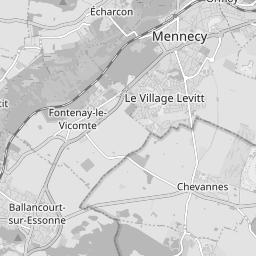 Écharcon
Mennecy
Le Village Levitt
Fontenay-le-
Vicomte
Chevannes
Ballancourt-
sur-Essonne